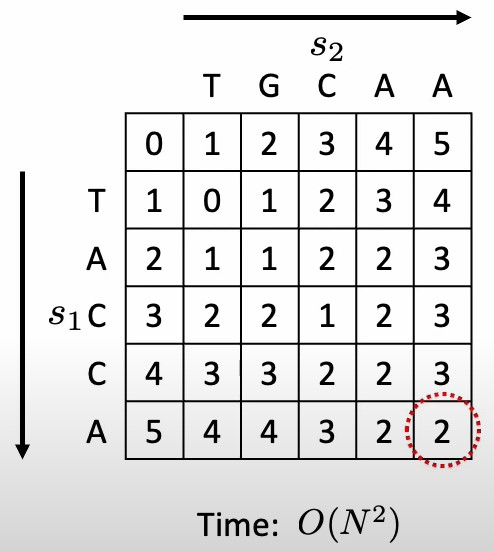 s₂
T G C A A
0 1 2 3 4 5
T 1 0 1 2 3 4
A 2 1 1 2 2 3
s₁ C 3 2 2 1 2 3
C 4 3 3 2 2 3
A 5 4 4 3 2 2
Time: O(N²)